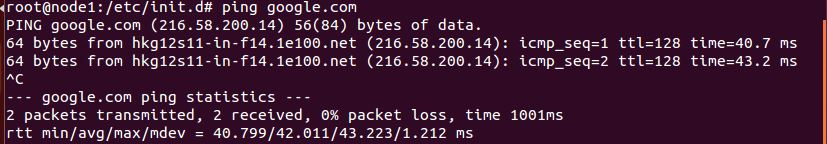 root@node1:/etc/init.d# ping google.com
PING google.com (216.58.200.14) 56(84) bytes of data.
64 bytes from hkg12s11-in-f14.1e100.net (216.58.200.14): icmp_seq=1 ttl=128 time=40.7 ms
64 bytes from hkg12s11-in-f14.1e100.net (216.58.200.14): icmp_seq=2 ttl=128 time=43.2 ms
^C
--- google.com ping statistics ---
2 packets transmitted, 2 received, 0% packet loss, time 1001ms
rtt min/avg/max/mdev = 40.799/42.011/43.223/1.212 ms